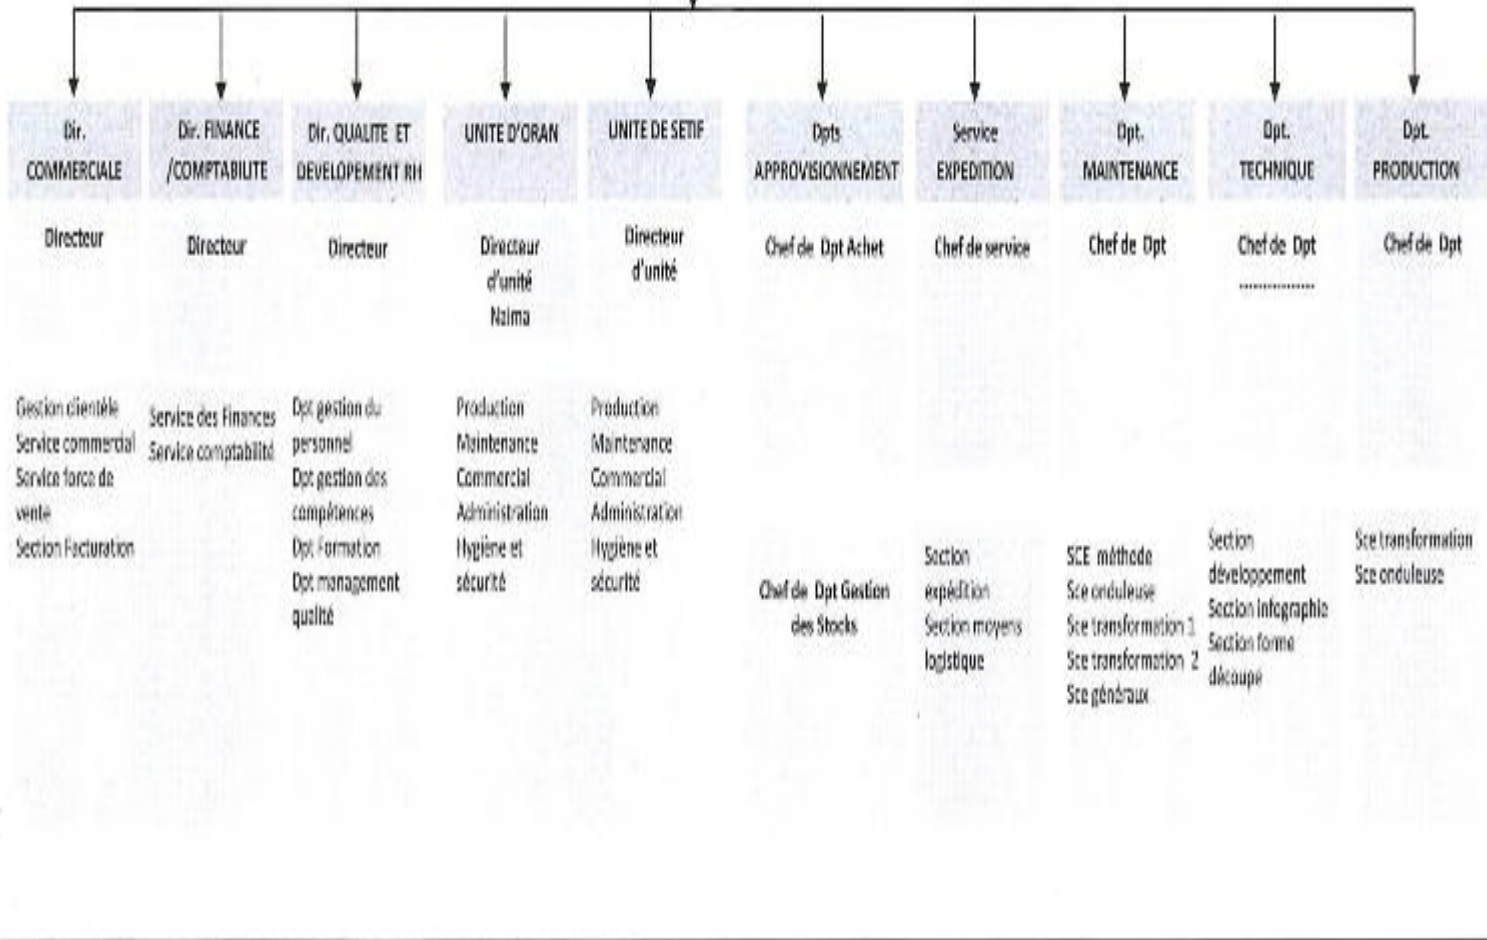 Dir.
COMMERCIALE
Directeur
Gestion clientéle
Service commercial
Service force de
vente
Section Facturation
Dir. FINANCE
/COMPTABILITE
Directeur
Service des Finances
Service comptabilité
Dir. QUALITE ET
DEVELOPEMENT RH
Directeur
Dpt gestion du
personnel
Dpt gestion des
compétences
Dpt Formation
Dpt management
qualité
UNITE D'ORAN
Directeur
d'unité
Naima
Production
Maintenance
Commercial
Administration
Hygiène et
sécurité
UNITE DE SETIF
Directeur
d'unité
Production
Maintenance
Commercial
Administration
Hygiène et
sécurité
Dpts
APPROVISIONNEMENT
Chef de Dpt Achet
Chef de Dpt Gestion
des Stocks
Service
EXPEDITION
Chef de service
Section
expédition
Section moyens
logistique
Dpt.
MAINTENANCE
Chef de Dpt
SCE méthode
Sce onduleuse
Sce transformation 1
Sce transformation 2
Sce généraux
Dpt.
TECHNIQUE
Chef de Dpt
.................
Section
développement
Section infographie
Section forme
découpe
Dpt.
PRODUCTION
Chef de Dpt
Sce transformation
Sce onduleuse